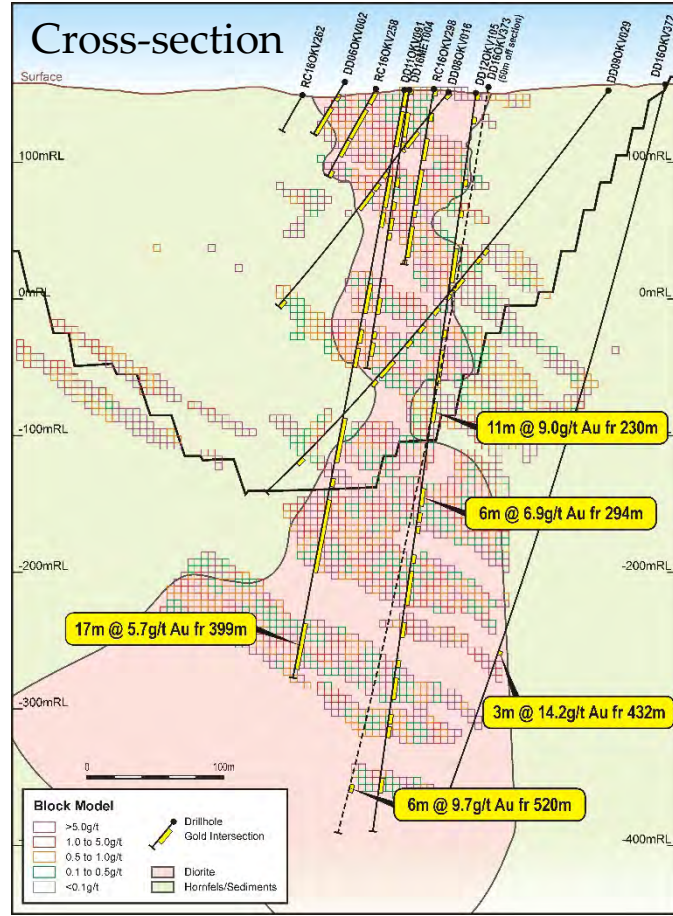 Cross-section
RC16OKV262
DD06OKV002
RC16OKV258
DD11OKV091
DD16MET004
RC16OKV298
DD08OKV016
DD12OKV105
DD16OKV373
(50m off section)
DD09OKV029
DD16OKV372
Surface
100mRL
100mRL
0mRL
0mRL
-100mRL
-100mRL
11m @ 9.0g/t Au fr 230m
6m @ 6.9g/t Au fr 294m
-200mRL
-200mRL
17m @ 5.7g/t Au fr 399m
-300mRL
3m @ 14.2g/t Au fr 432m
0m
100m
6m @ 9.7g/t Au fr 520m
-400mRL
Block Model
>5.0g/t
1.0 to 5.0g/t
0.5 to 1.0g/t
0.1 to 0.5g/t
<0.1g/t
Drillhole
Gold Intersection
Diorite
Hornfels/Sediments